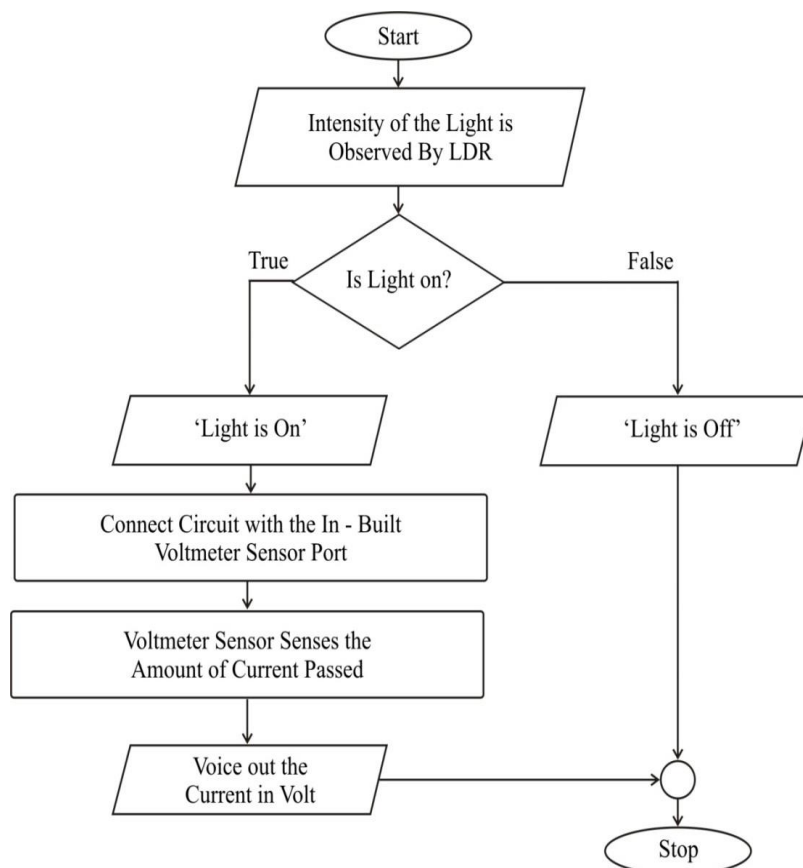 Start
Intensity of the Light is
Observed By LDR
Is Light on?
True
False
‘Light is On’
‘Light is Off’
Connect Circuit with the In - Built
Voltmeter Sensor Port
Voltmeter Sensor Senses the
Amount of Current Passed
Voice out the
Current in Volt
Stop